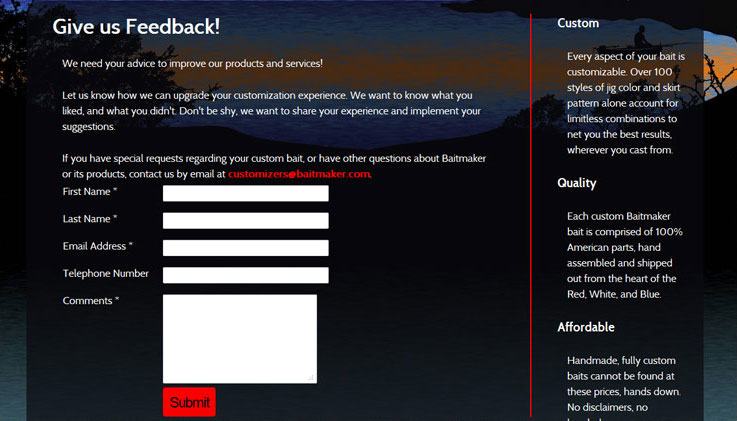 Give us Feedback!
We need your advice to improve our products and services!
Let us know how we can upgrade your customization experience. We want to know what you
liked, and what you didn't. Don't be shy, we want to share your experience and implement your
suggestions.
If you have special requests regarding your custom bait, or have other questions about Baitmaker
or its products, contact us by email at customizers@baitmaker.com.
First Name *
Last Name *
Email Address *
Telephone Number
Comments *
Submit
Custom
Every aspect of your bait is
customizable. Over 100
styles of jig color and skirt
pattern alone account for
limitless combinations to
net you the best results,
wherever you cast from.
Quality
Each custom Baitmaker
bait is comprised of 100%
American parts, hand
assembled and shipped
out from the heart of the
Red, White, and Blue.
Affordable
Handmade, fully custom
baits cannot be found at
these prices, hands down.
No disclaimers, no